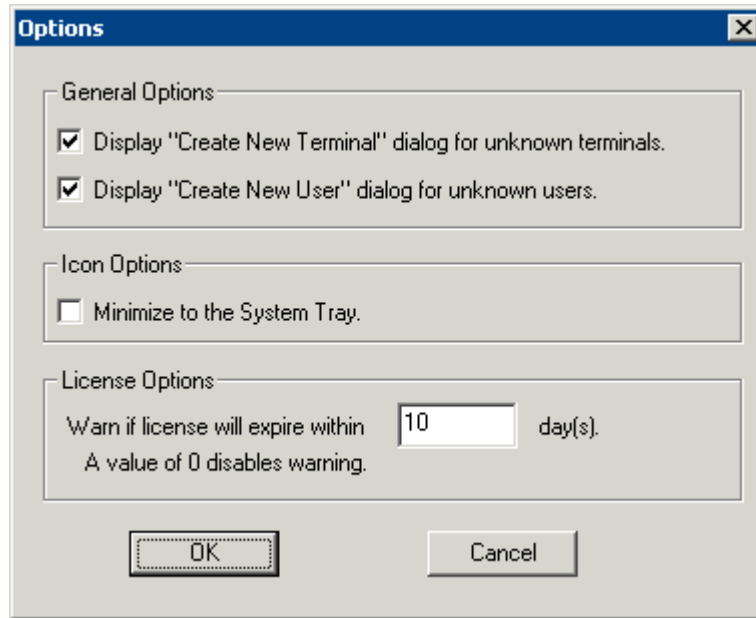 Options
General Options
Display "Create New Terminal" dialog for unknown terminals.
Display "Create New User" dialog for unknown users.
Icon Options
Minimize to the System Tray.
License Options
Warn if license will expire within 10 day(s).
A value of 0 disables warning.
OK Cancel